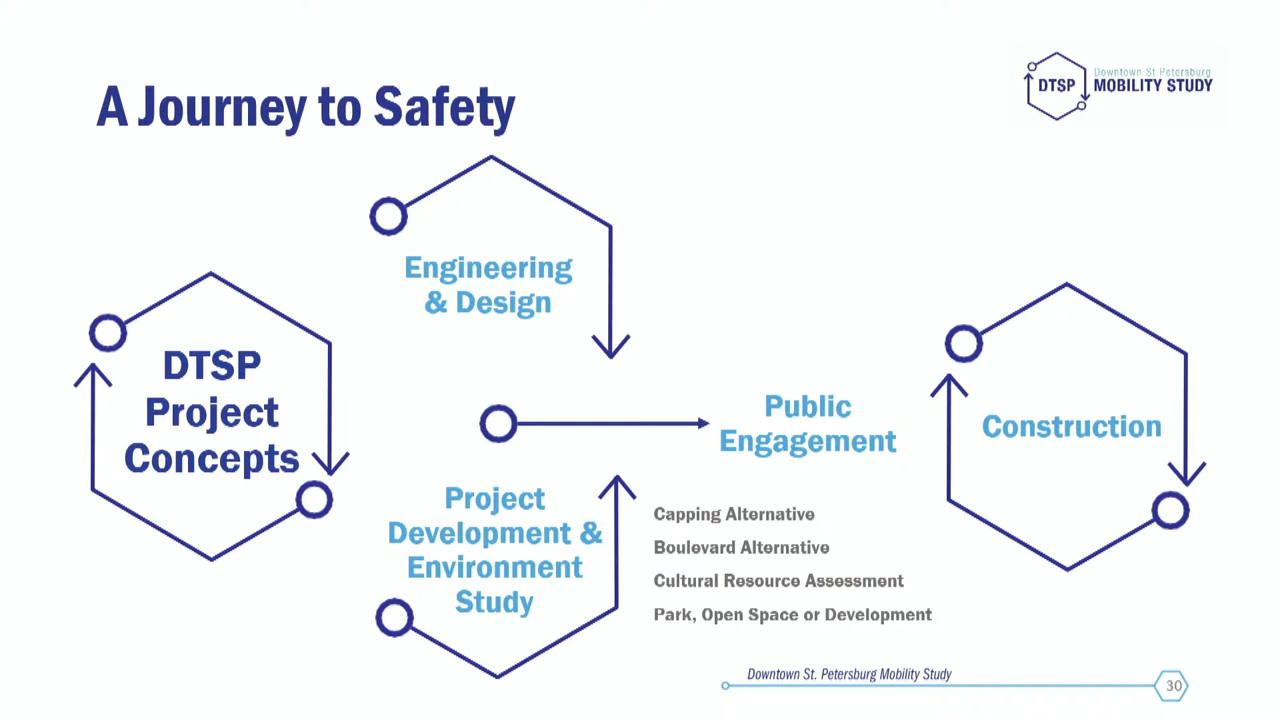 A Journey to Safety
DTSP
Downtown St Petersburg
MOBILITY STUDY
Engineering
& Design
DTSP
Project
Concepts
Public
Engagement
Construction
Project
Development &
Environment
Study
Capping Alternative
Boulevard Alternative
Cultural Resource Assessment
Park, Open Space or Development
Downtown St. Petersburg Mobility Study
30